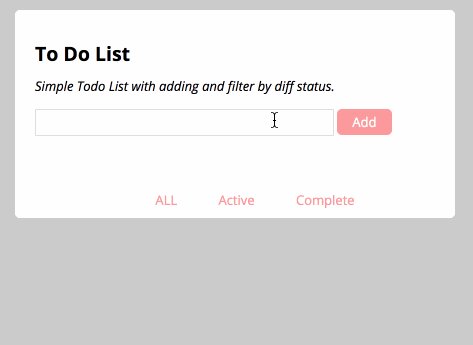 To Do List
Simple Todo List with adding and filter by diff status.
Add
ALL Active Complete